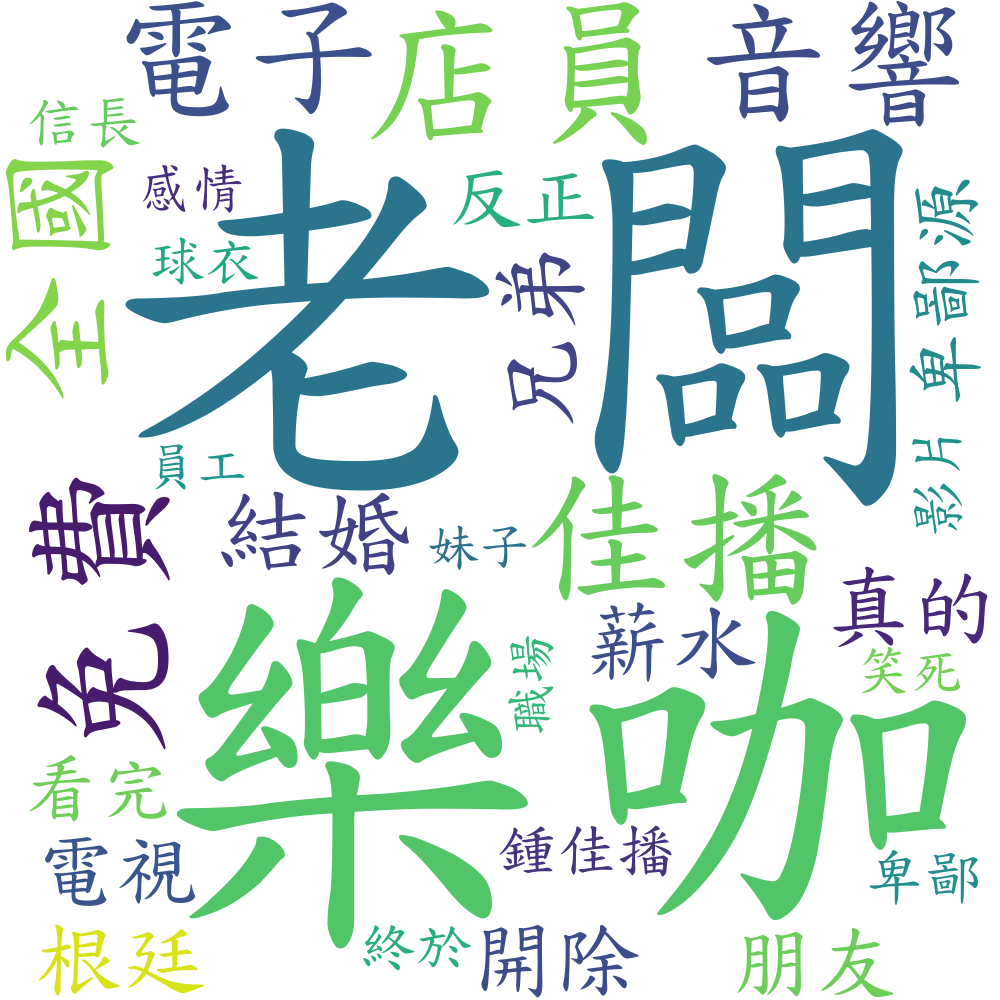 電子
店員
音響
信長
全國
感情
反正
球衣
老闆
兄弟
卑鄙源
員工
影片
免費
結婚
妹子
佳播
真的
樂咖
薪水
職場
笑死
看完
電視
鍾佳播
卑鄙
根廷
終於
開除
朋友